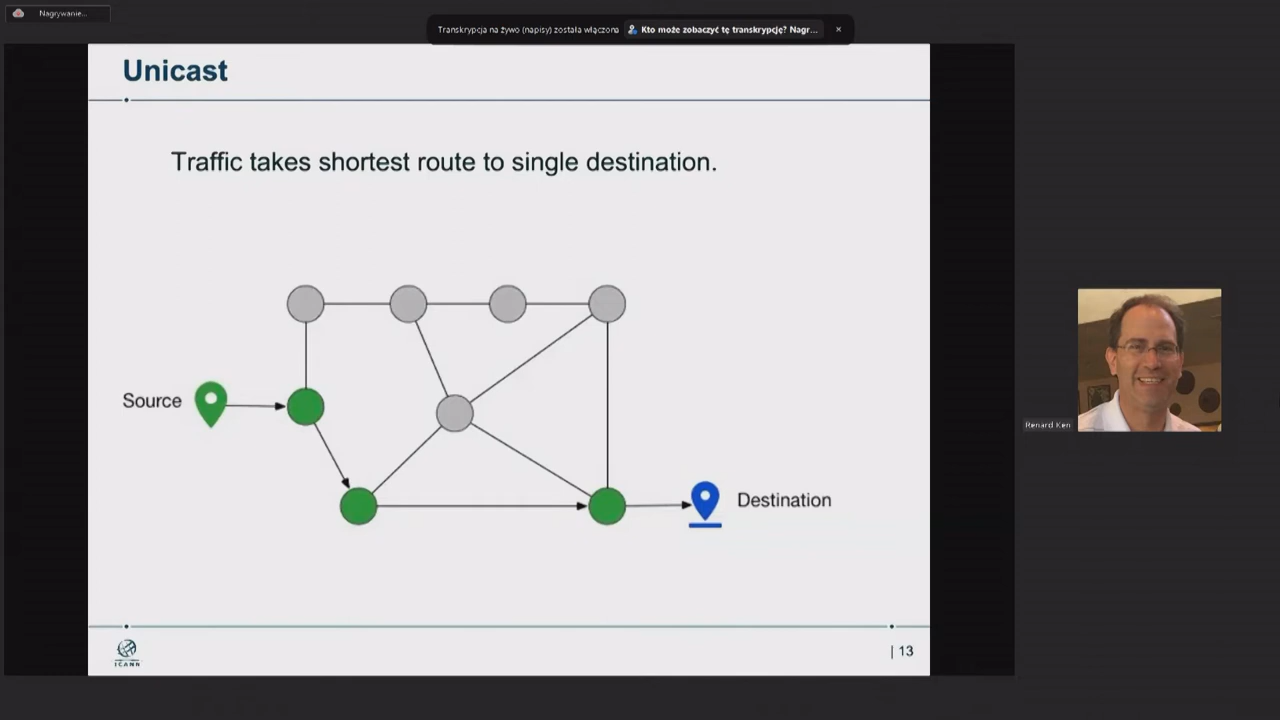 Nagrywanie...
Transkrypcja na żywo (napisy) została włączona Kto może zobaczyć tę transkrypcję? Nagr...
Unicast
Traffic takes shortest route to single destination.
Source
Destination
Renard Ken
ICANN
| 13